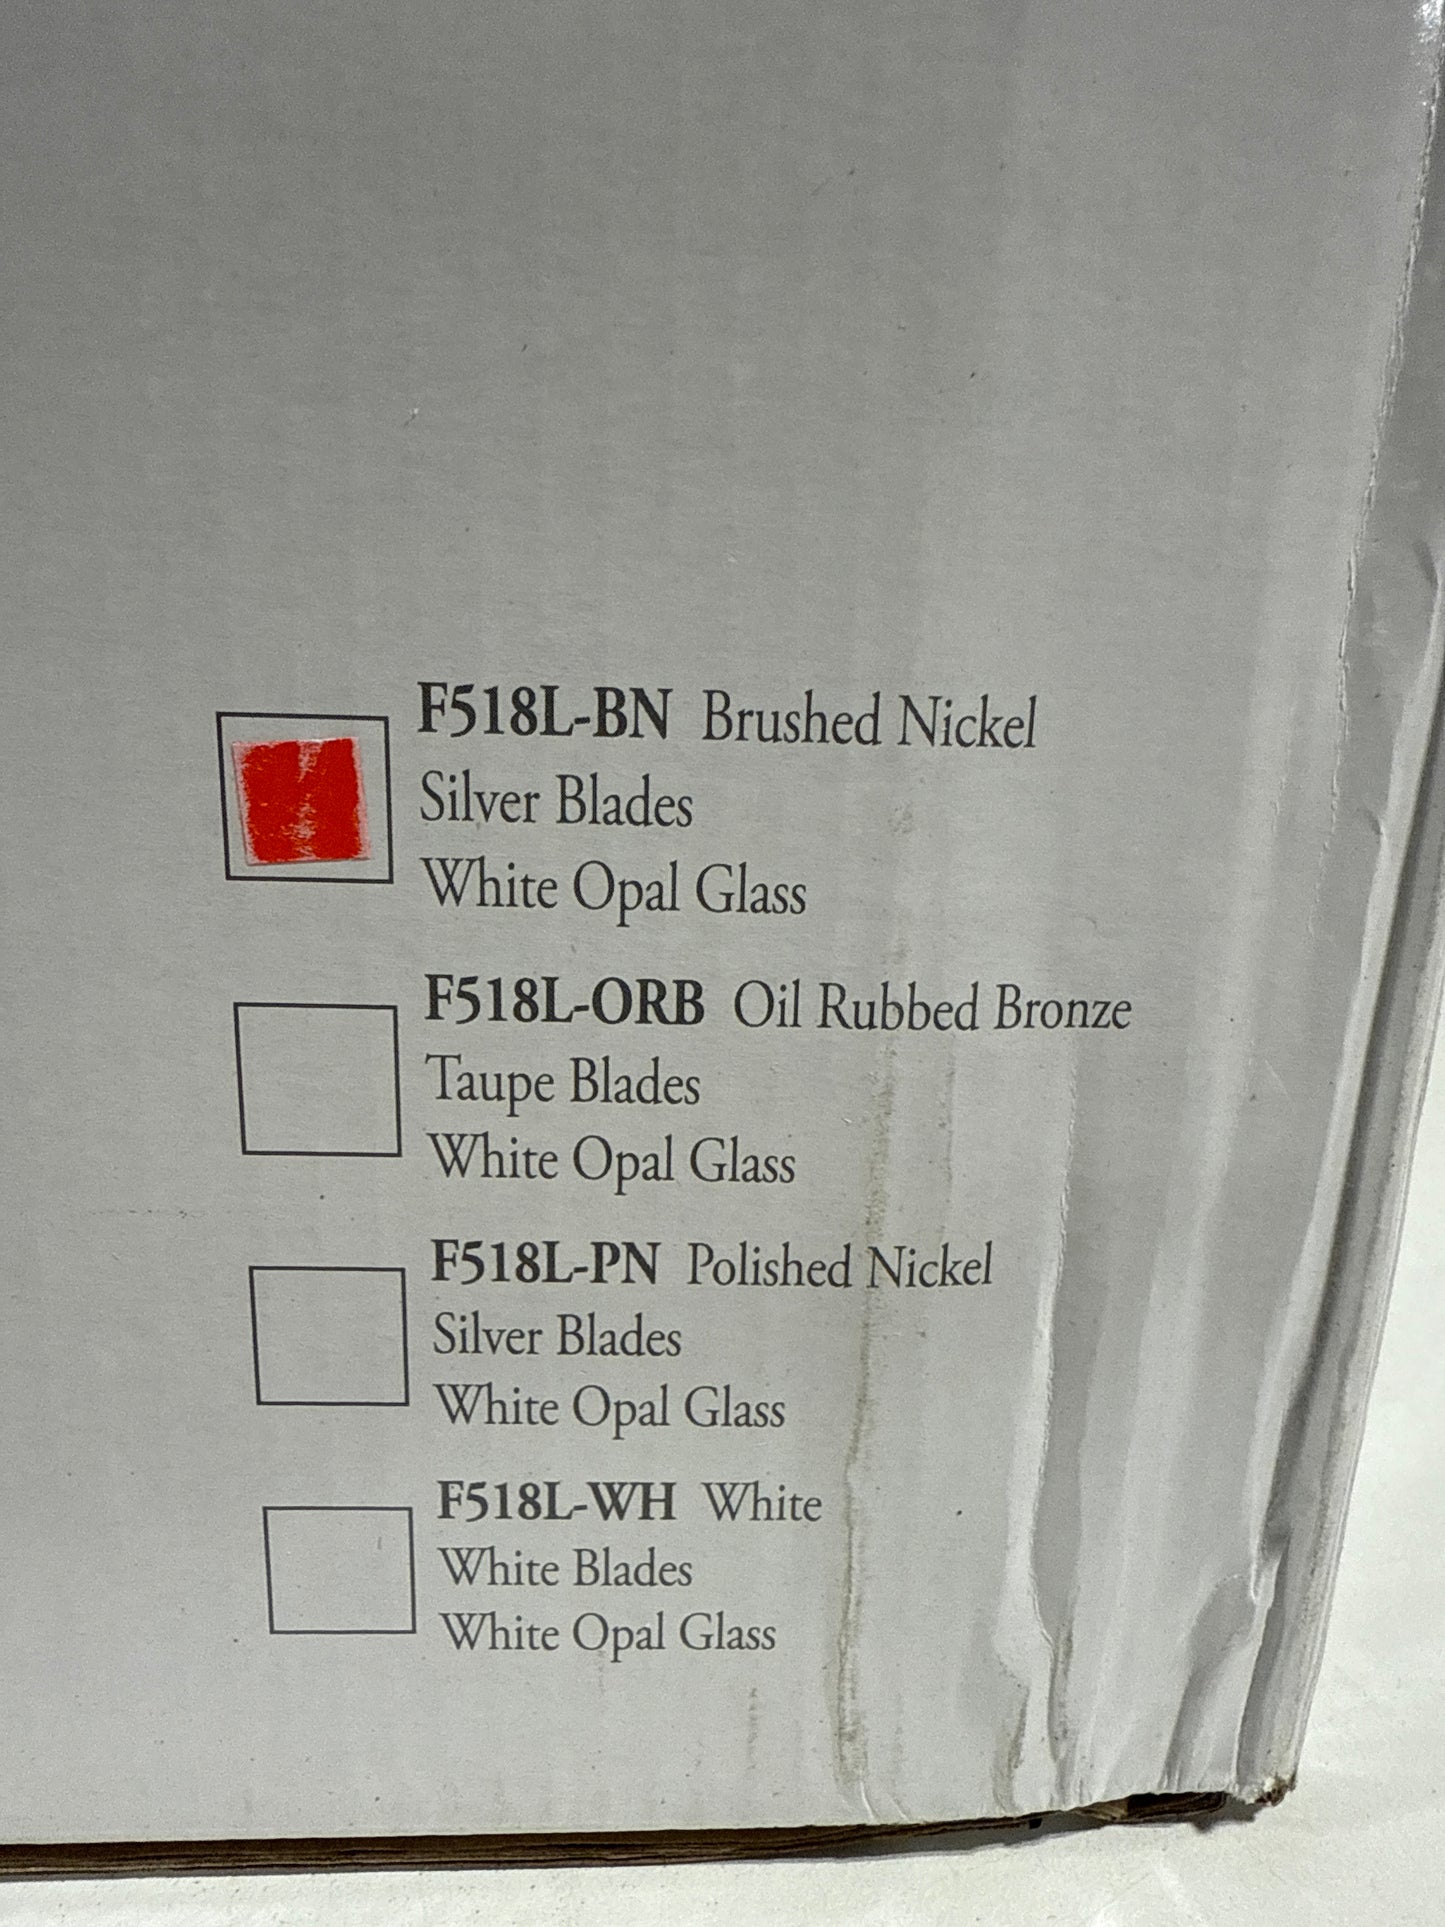 F518L-BN Brushed Nickel
Silver Blades
White Opal Glass
F518L-ORB Oil Rubbed Bronze
Taupe Blades
White Opal Glass
F518L-PN Polished Nickel
Silver Blades
White Opal Glass
F518L-WH White
White Blades
White Opal Glass